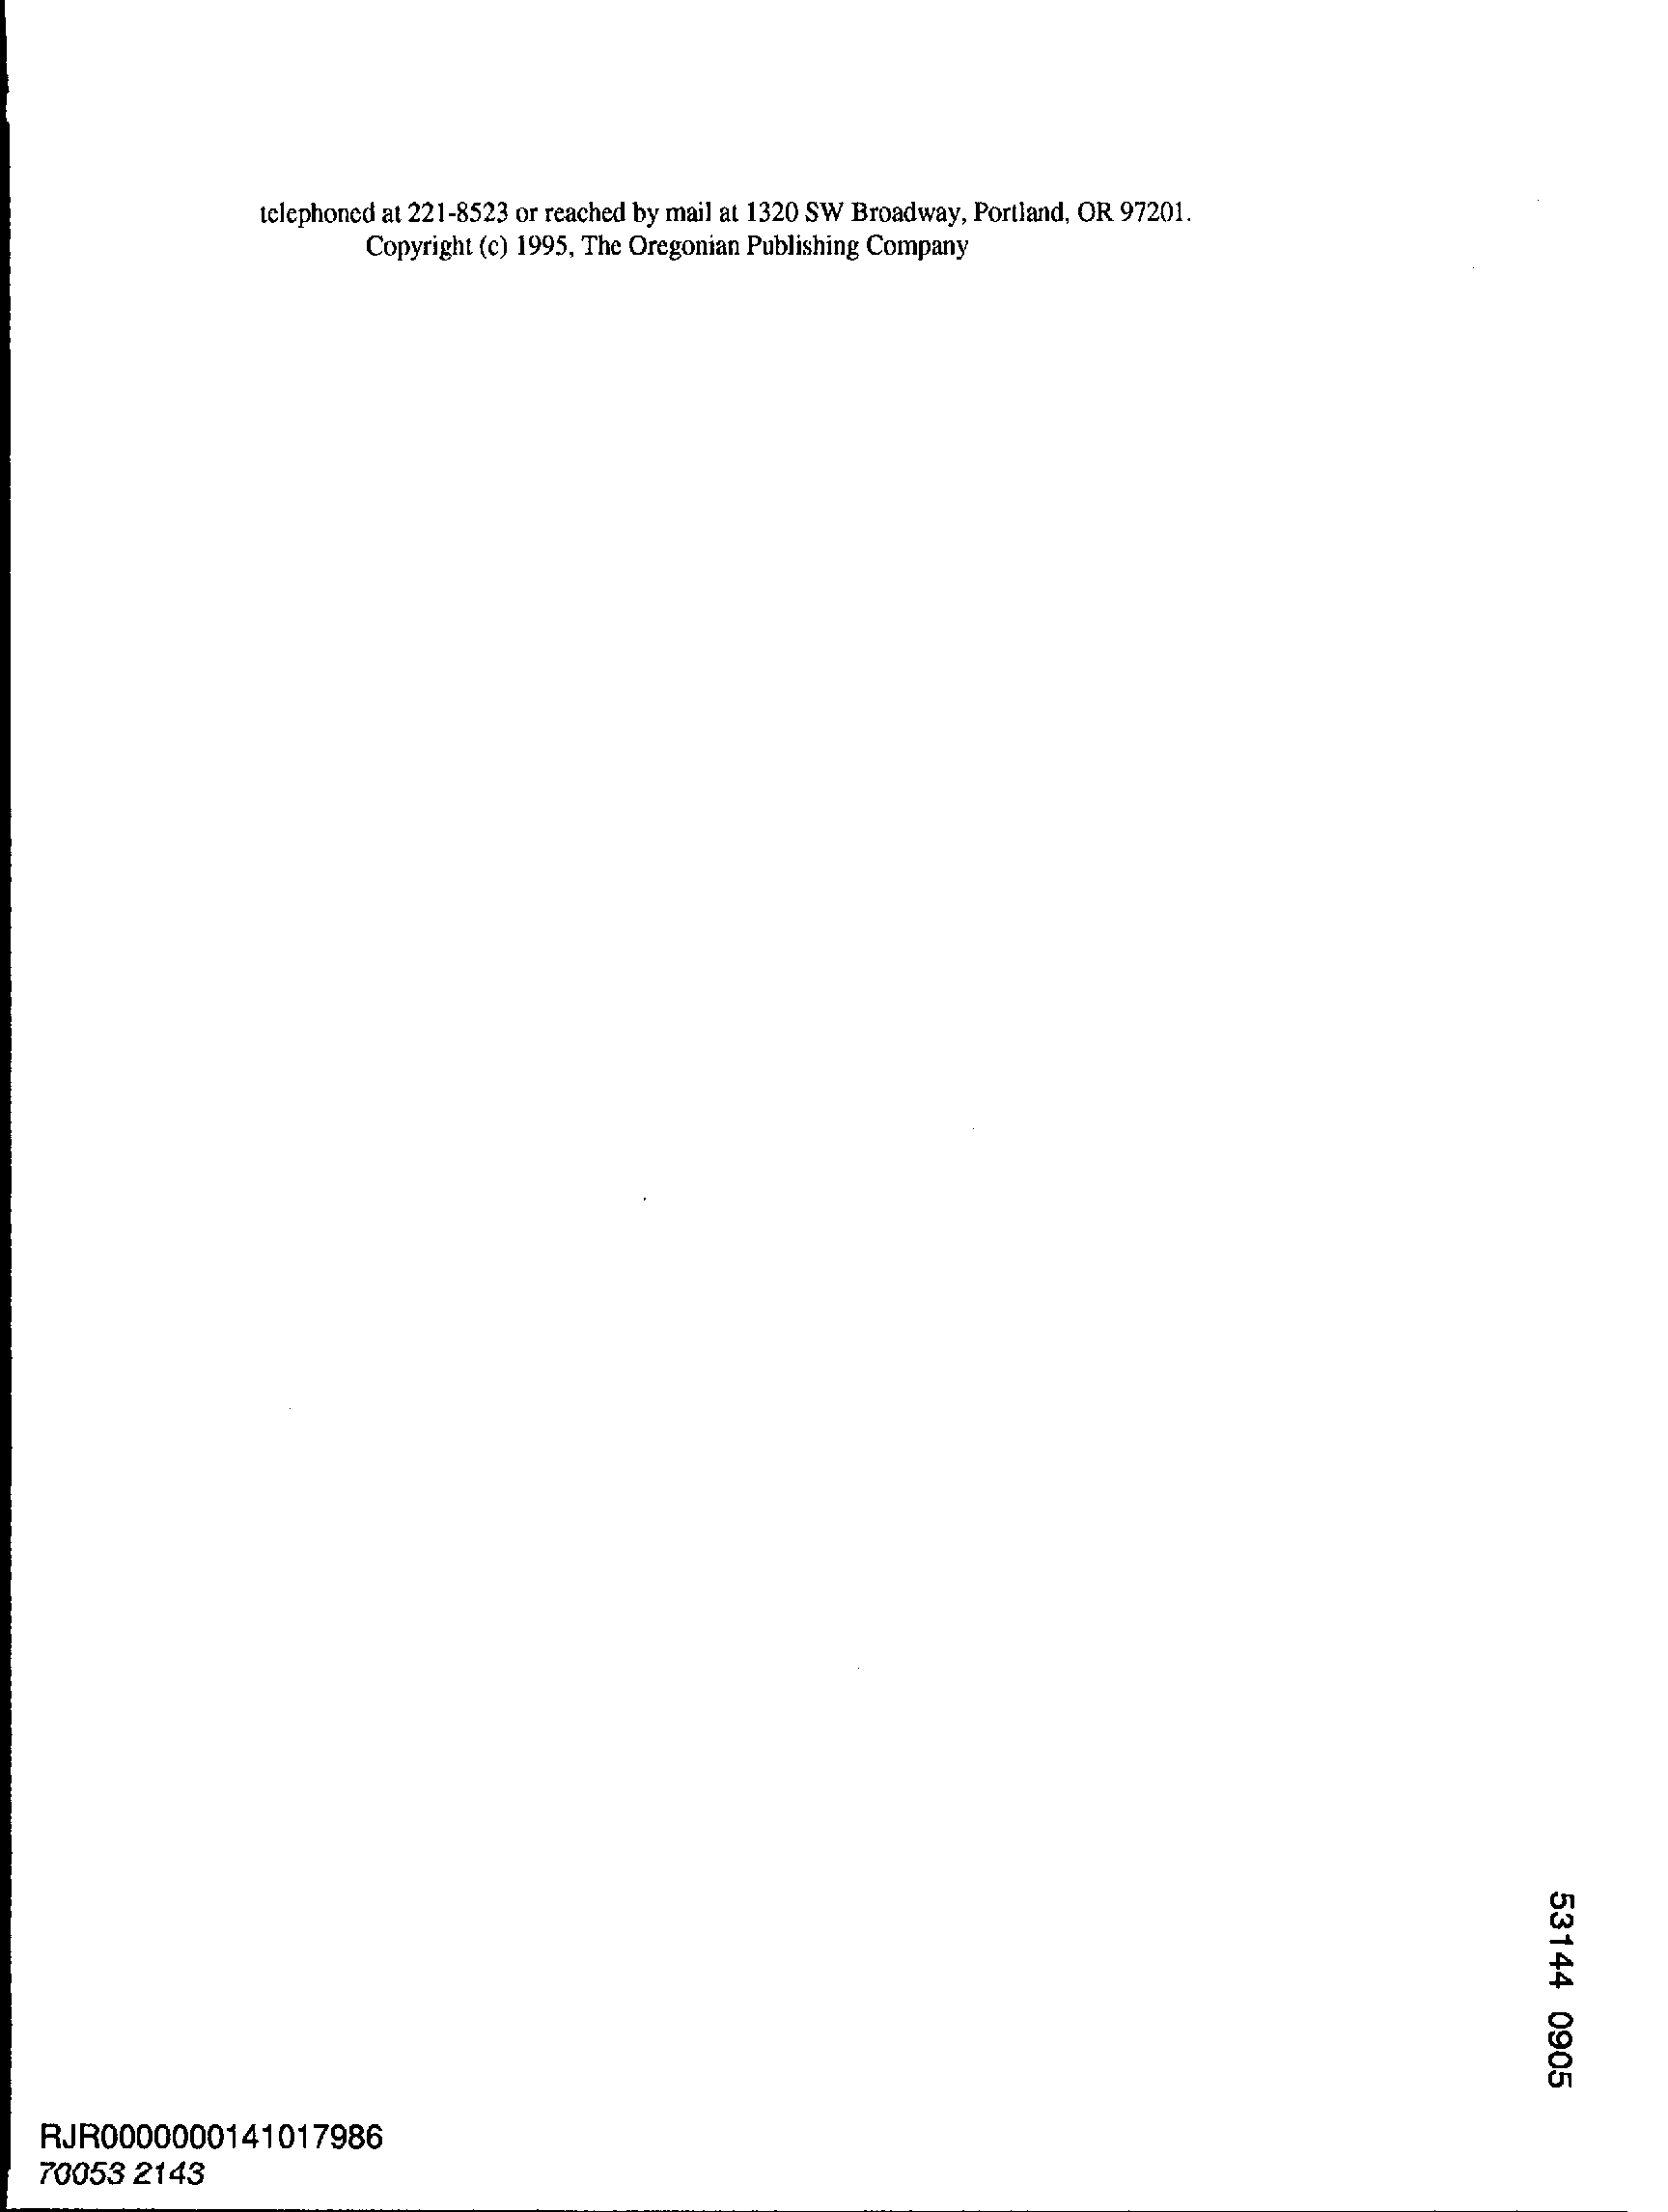 telephoned at 221-8523 or reached by mail at 1320 SW Broadway, Portland, OR 97201.
Copyright (c) 1995, The Oregonian Publishing Company
53144 0905
RJR0000000141017986
70053 2143